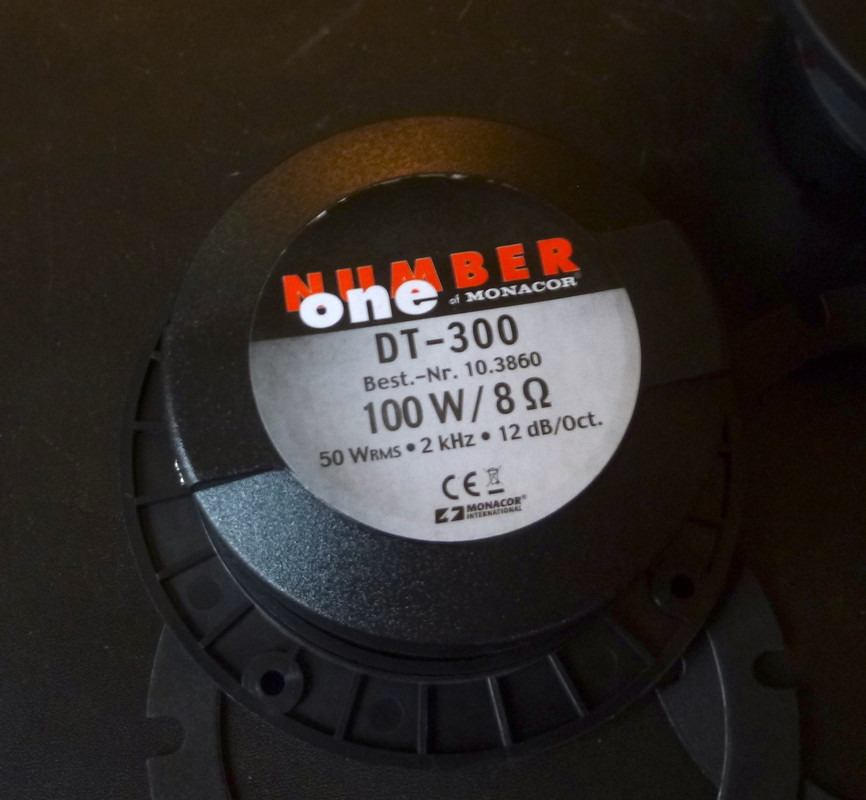 NUMBER
one of MONACOR®
DT-300
Best.-Nr. 10.3860
100 W/ 8 Ω
50 WRMS • 2 kHz • 12 dB/Oct.
CE
MONACOR®
INTERNATIONAL